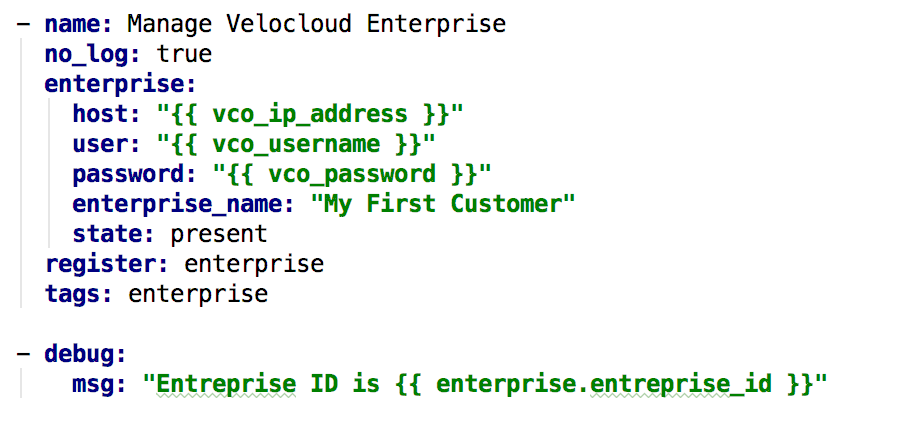 - name: Manage Velocloud Enterprise
  no_log: true
  enterprise:
    host: "{{ vco_ip_address }}"
    user: "{{ vco_username }}"
    password: "{{ vco_password }}"
    enterprise_name: "My First Customer"
    state: present
  register: enterprise
  tags: enterprise

- debug:
    msg: "Entreprise ID is {{ enterprise.entreprise_id }}"